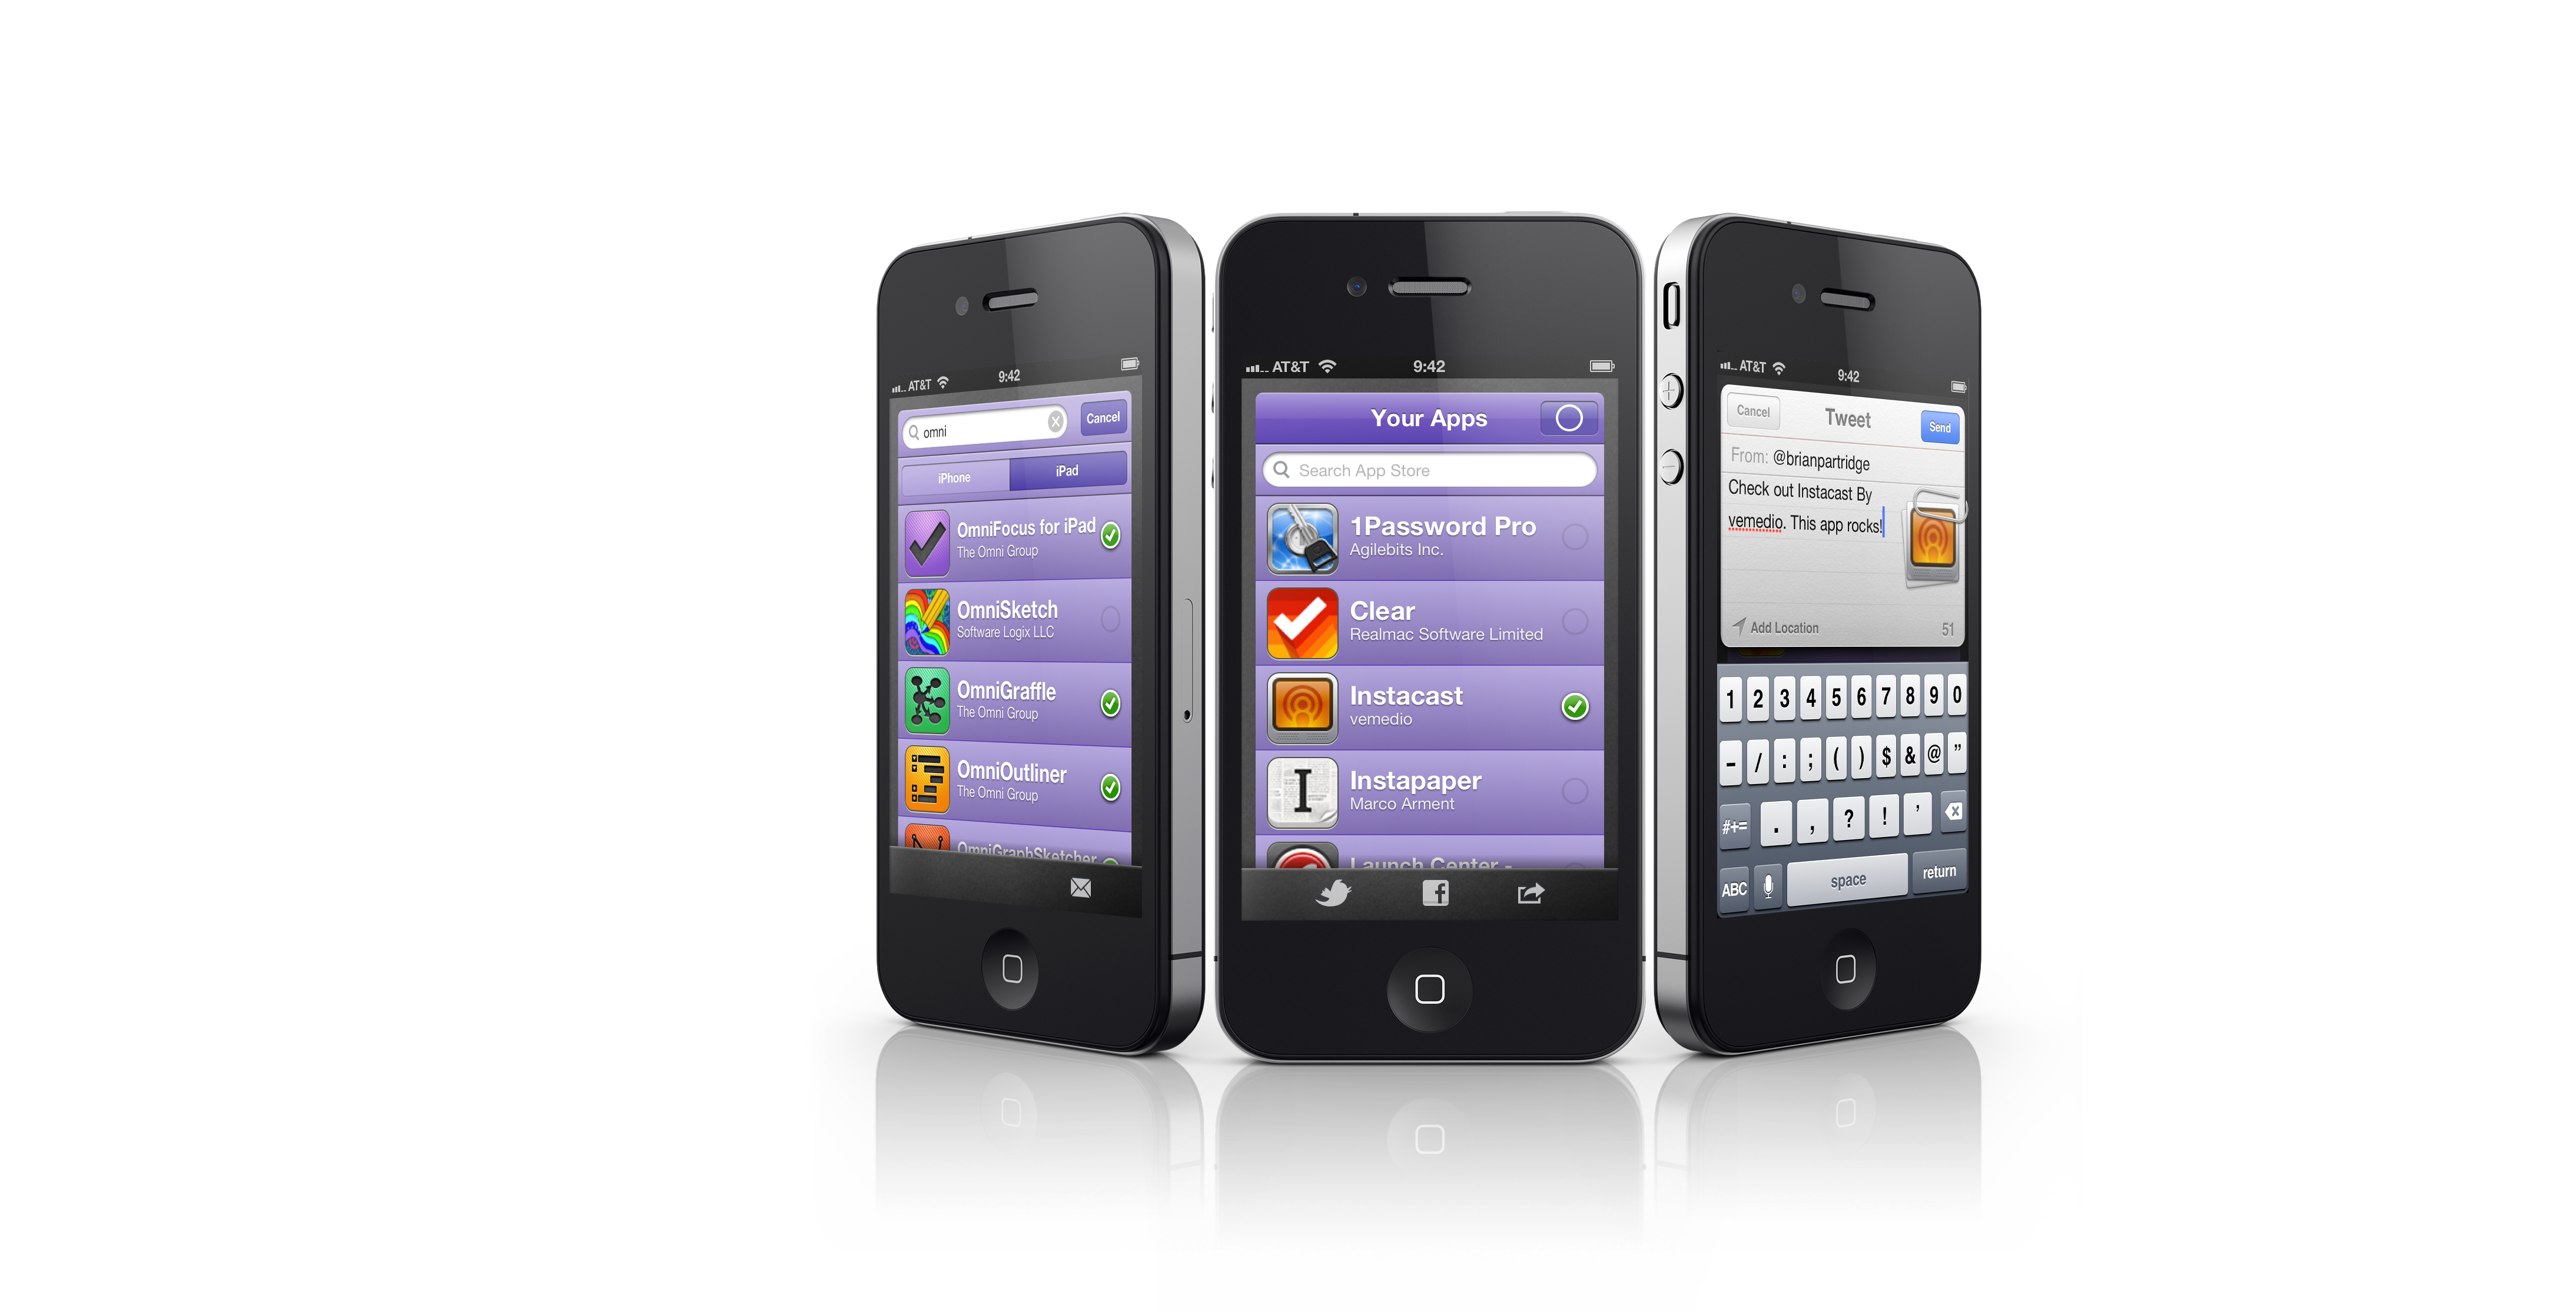 AT&T 9:42
omni Cancel
iPhone iPad
OmniFocus for iPad
The Omni Group
OmniSketch
Software Logix LLC
OmniGraffle
The Omni Group
OmniOutliner
The Omni Group
OmniGraphSketcher
AT&T 9:42
Your Apps
Search App Store
1Password Pro
Agilebits Inc.
Clear
Realmac Software Limited
Instacast
vemedio
I
Instapaper
Marco Arment
Launch Center -
f
AT&T 9:42
Cancel Tweet Send
From: @brianpartridge
Check out Instacast By
vemedio. This app rocks!
Add Location 51
1 2 3 4 5 6 7 8 9 0
- / : ; ( ) $ & @ ”
#+= . , ? ! ’
ABC space return